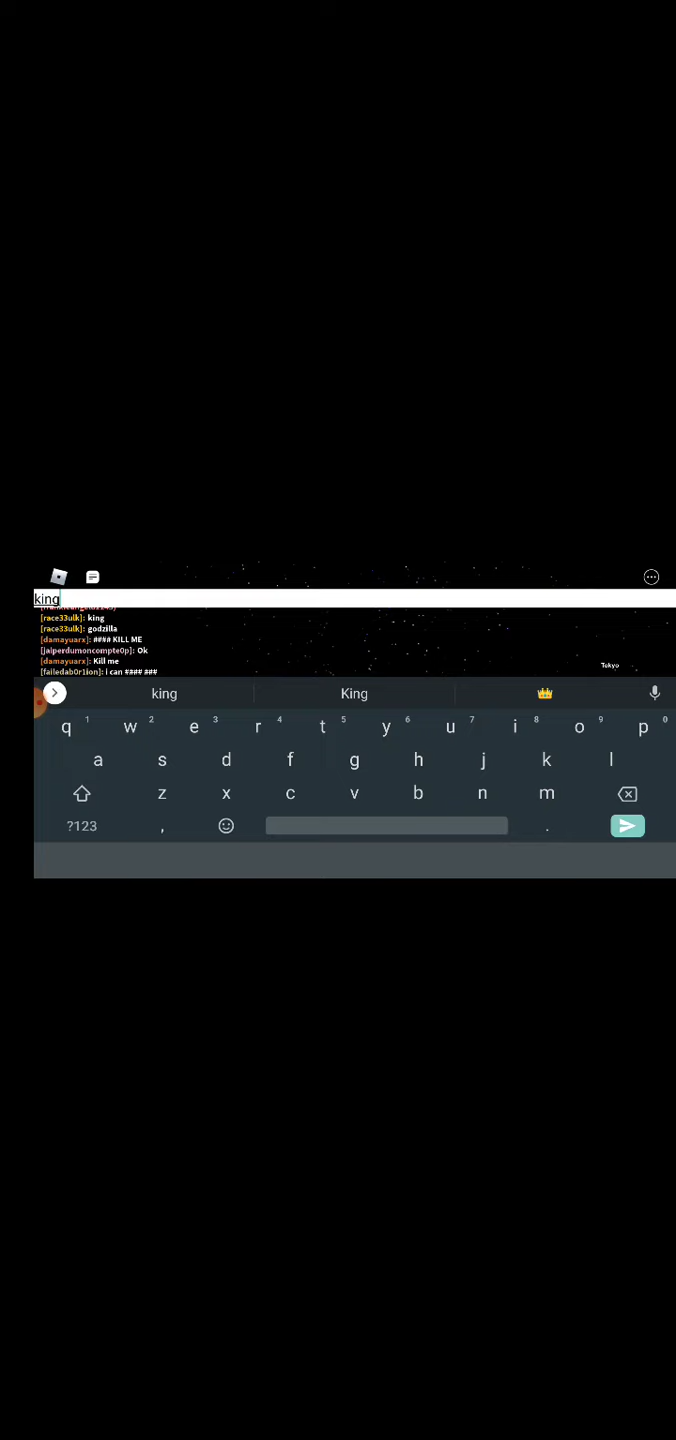 king
[race33ulk]: king
[race33ulk]: godzilla
[damayuarx]: #### KILL ME
[jaiperdumoncompte0p]: Ok
[damayuarx]: Kill me
[failedab0r1ion]: i can #### ###
Tokyo
king King
q 1 w 2 e 3 r 4 t 5 y 6 u 7 i 8 o 9 p 0
a s d f g h j k l
z x c v b n m
?123 , .